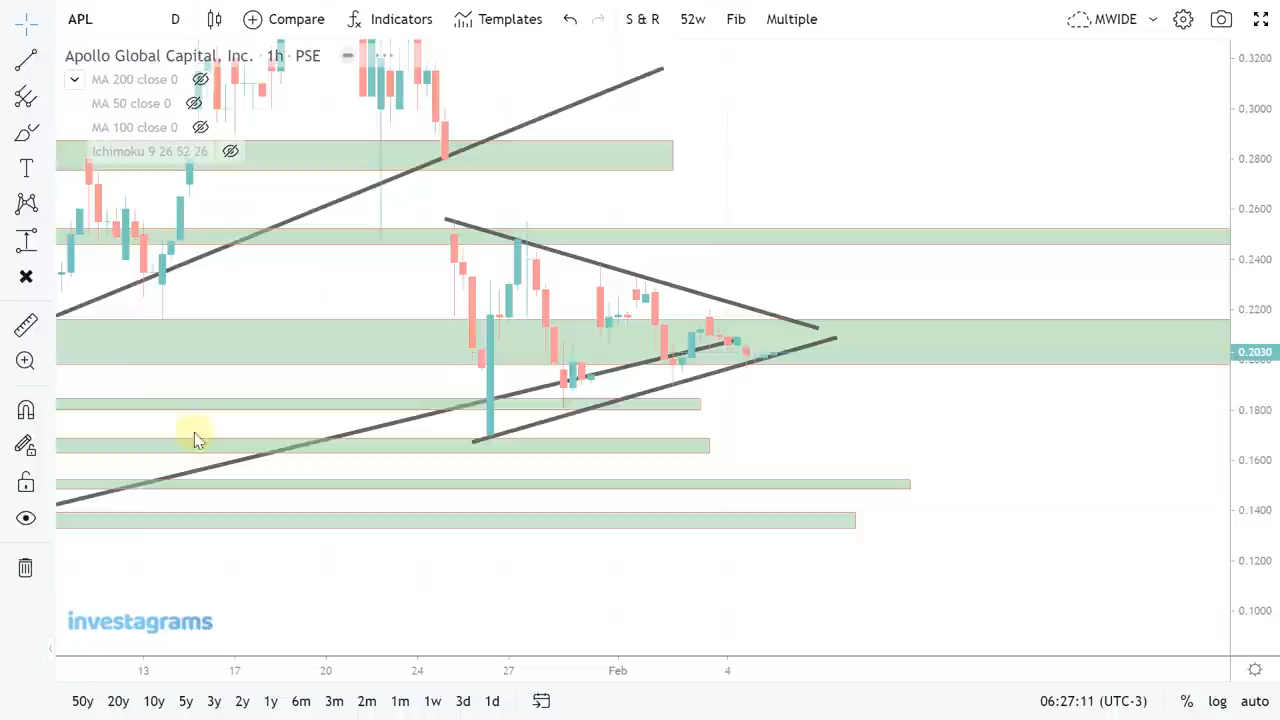 APL D Compare Indicators Templates S & R 52w Fib Multiple MWIDE
Apollo Global Capital, Inc. · 1h · PSE
MA 200 close 0
MA 50 close 0
MA 100 close 0
Ichimoku 9 26 52 26
0.3200
0.3000
0.2800
0.2600
0.2400
0.2200
0.2030
0.1800
0.1600
0.1400
0.1200
0.1000
investagrams
13 17 20 24 27 Feb 4
50y 20y 10y 5y 3y 2y 1y 6m 3m 2m 1m 1w 3d 1d 06:27:11 (UTC-3) % log auto